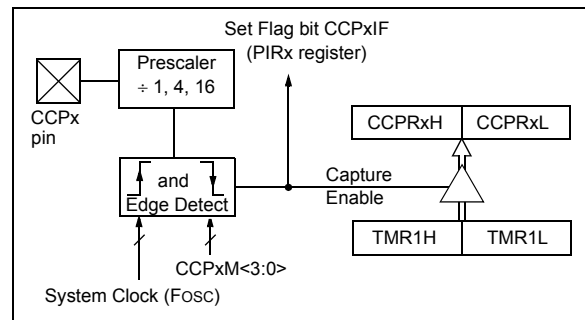 Set Flag bit CCPxIF
(PIRx register)
Prescaler
÷ 1, 4, 16
CCPx
pin
CCPRxH CCPRxL
and
Edge Detect
Capture
Enable
TMR1H TMR1L
CCPxM<3:0>
System Clock (FOSC)